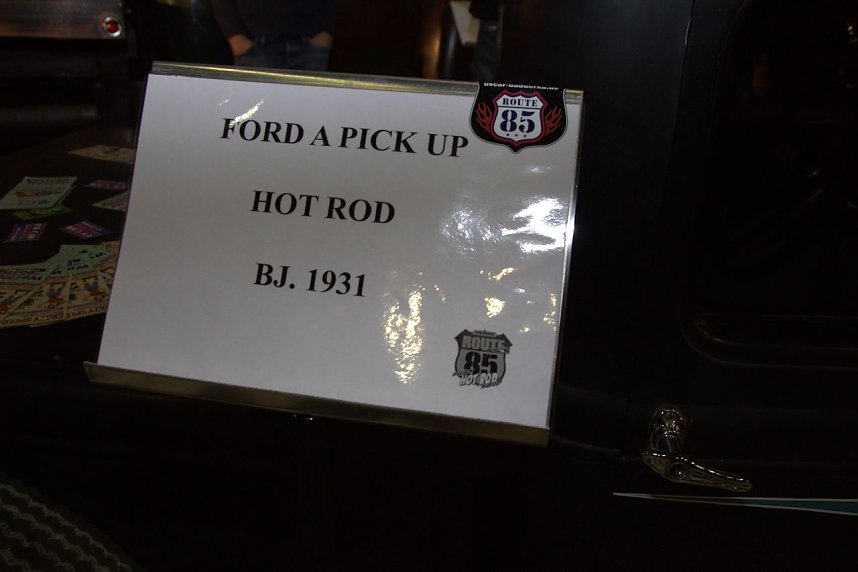 FORD A PICK UP
HOT ROD
BJ. 1931
ROUTE
85
ROUTE
85
HOT ROD